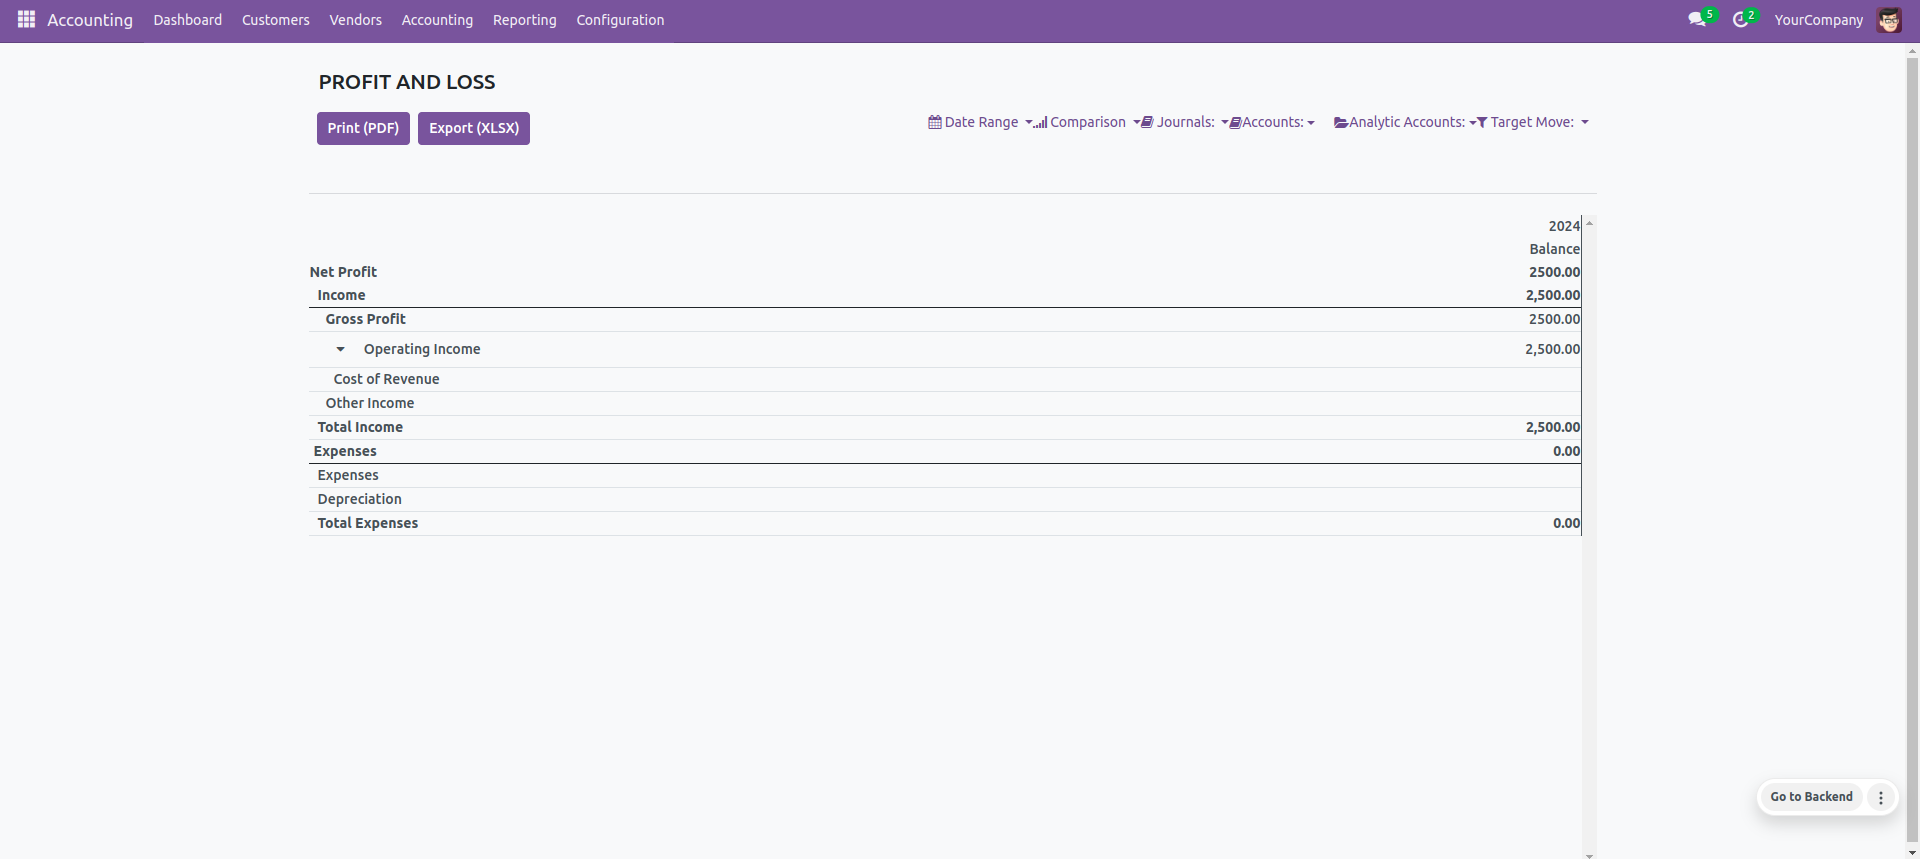 Accounting Dashboard Customers Vendors Accounting Reporting Configuration 5 2 YourCompany
PROFIT AND LOSS
Print (PDF) Export (XLSX) Date Range Comparison Journals: Accounts: Analytic Accounts: Target Move:
2024
Balance
Net Profit 2500.00
Income 2,500.00
Gross Profit 2500.00
Operating Income 2,500.00
Cost of Revenue
Other Income
Total Income 2,500.00
Expenses 0.00
Expenses
Depreciation
Total Expenses 0.00
Go to Backend